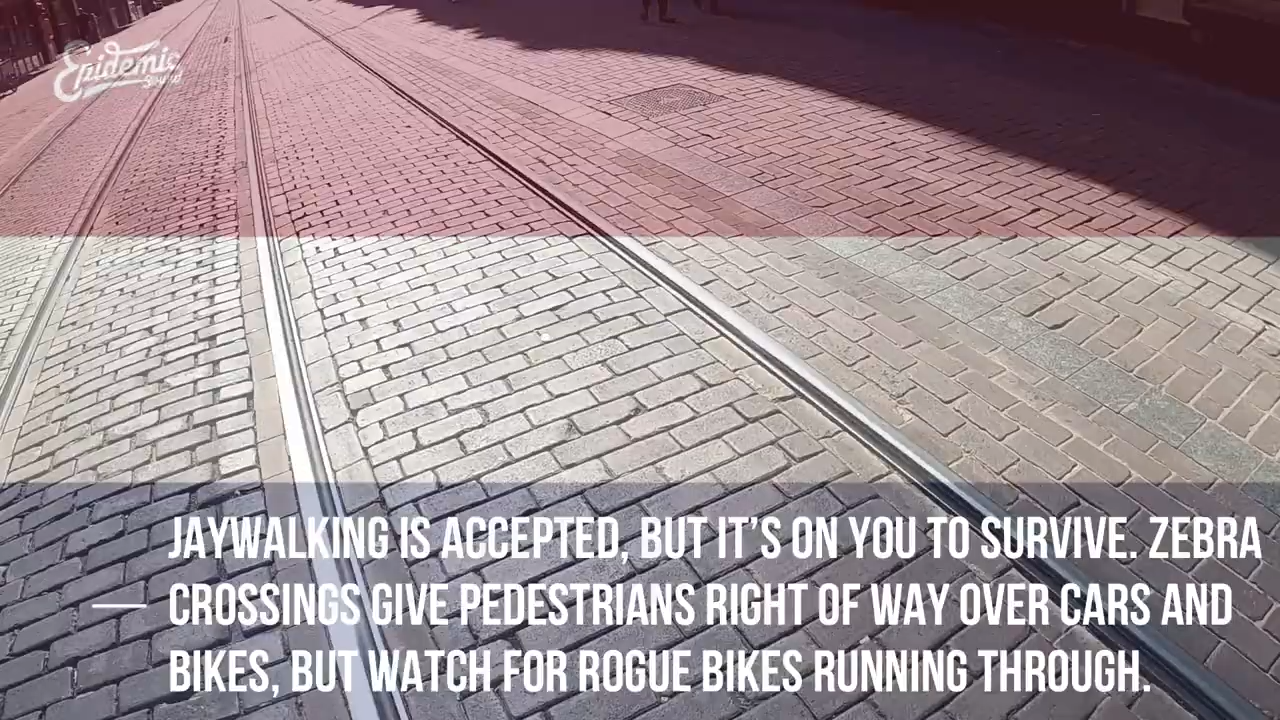 Epidemic
Sound
JAYWALKING IS ACCEPTED, BUT IT'S ON YOU TO SURVIVE. ZEBRA
CROSSINGS GIVE PEDESTRIANS RIGHT OF WAY OVER CARS AND
BIKES, BUT WATCH FOR ROGUE BIKES RUNNING THROUGH.